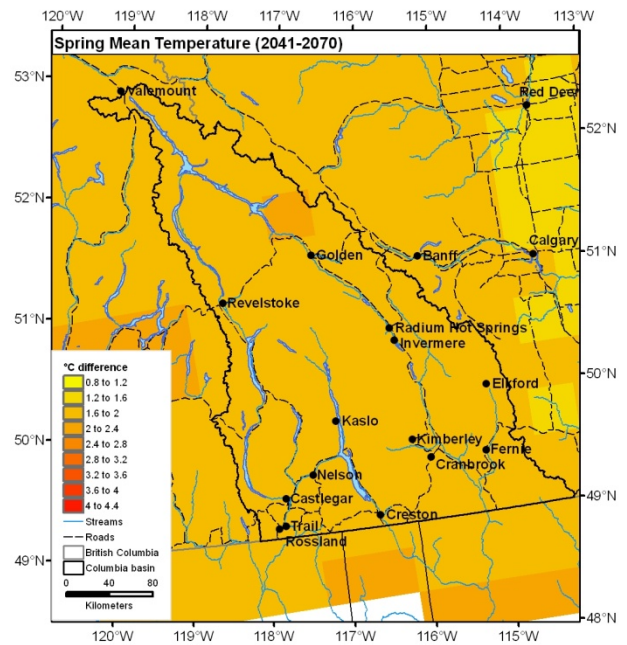 120°W 119°W 118°W 117°W 116°W 115°W 114°W 113°W
Spring Mean Temperature (2041-2070)
53°N
Valemount
Red Deer
52°N
52°N
Golden
Banff
Calgary
51°N
Revelstoke
51°N
Radium Hot Springs
Invermere
°C difference
0.8 to 1.2
1.2 to 1.6
1.6 to 2
2 to 2.4
2.4 to 2.8
2.8 to 3.2
3.2 to 3.6
3.6 to 4
4 to 4.4
Streams
Roads
British Columbia
Columbia basin
0 40 80
Kilometers
50°N
Elkford
Kaslo
50°N
Kimberley
Fernie
Cranbrook
Nelson
Castlegar
49°N
Creston
Trail
Rossland
49°N
48°N
120°W 119°W 118°W 117°W 116°W 115°W